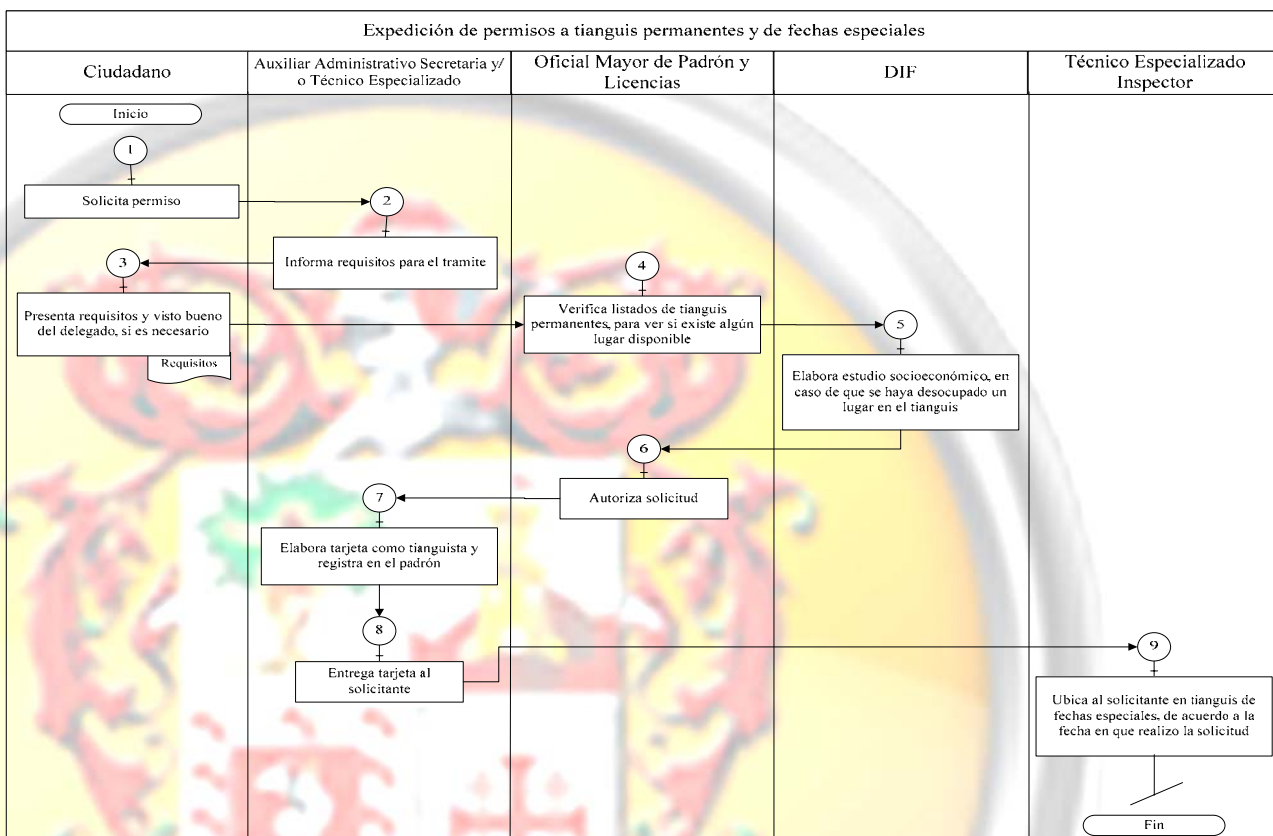 Expedición de permisos a tianguis permanentes y de fechas especiales
Ciudadano
Auxiliar Administrativo Secretaria y/
o Técnico Especializado
Oficial Mayor de Padrón y
Licencias
DIF
Técnico Especializado
Inspector
Inicio
1
Solicita permiso
2
Informa requisitos para el tramite
3
Presenta requisitos y visto bueno
del delegado, si es necesario
Requisitos
4
Verifica listados de tianguis
permanentes, para ver si existe algún
lugar disponible
5
Elabora estudio socioeconómico, en
caso de que se haya desocupado un
lugar en el tianguis
6
Autoriza solicitud
7
Elabora tarjeta como tianguista y
registra en el padrón
8
Entrega tarjeta al
solicitante
9
Ubica al solicitante en tianguis de
fechas especiales, de acuerdo a la
fecha en que realizo la solicitud
Fin